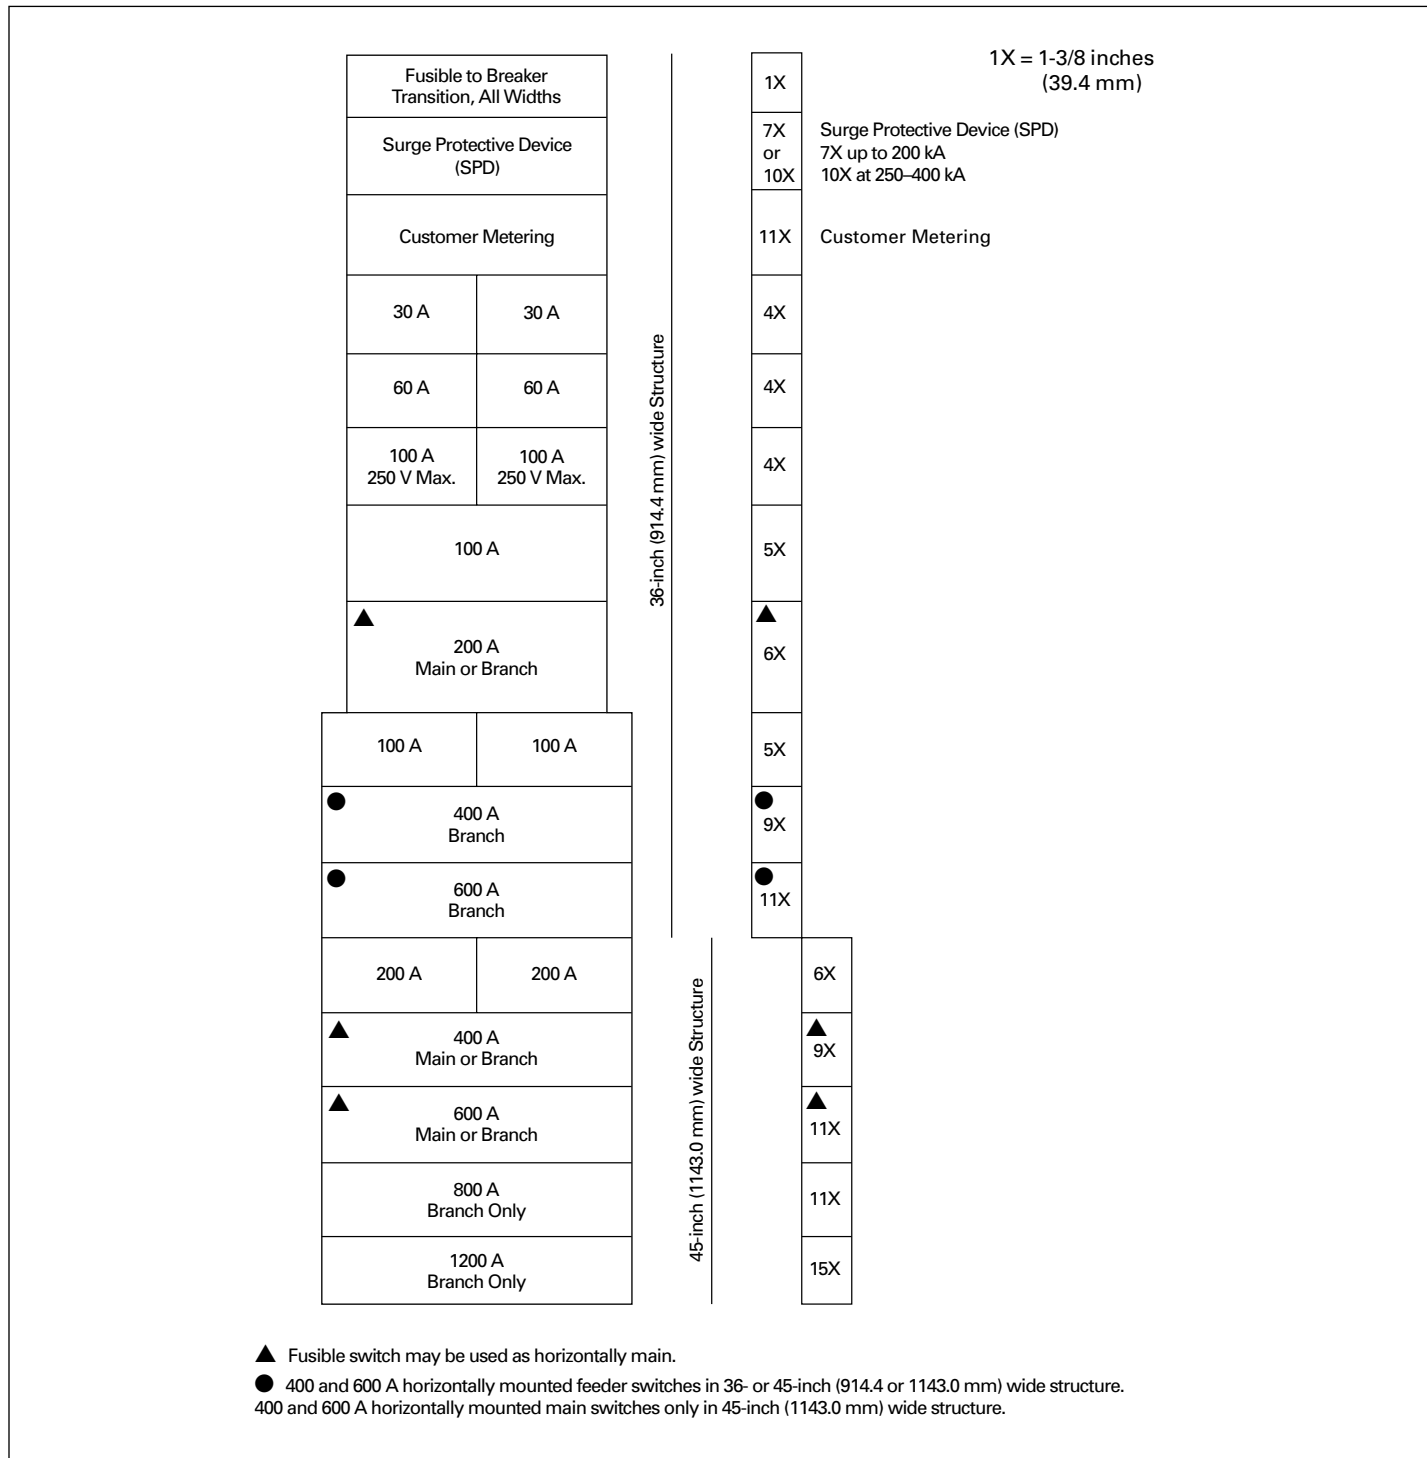 1X = 1-3/8 inches
(39.4 mm)
Fusible to Breaker
Transition, All Widths
1X
Surge Protective Device
(SPD)
7X
or
10X
Surge Protective Device (SPD)
7X up to 200 kA
10X at 250–400 kA
Customer Metering
11X
Customer Metering
30 A
30 A
4X
60 A
60 A
4X
100 A
250 V Max.
100 A
250 V Max.
4X
100 A
5X
▲
200 A
Main or Branch
▲
6X
36-inch (914.4 mm) wide Structure
100 A
100 A
5X
●
400 A
Branch
●
9X
●
600 A
Branch
●
11X
200 A
200 A
6X
▲
400 A
Main or Branch
▲
9X
▲
600 A
Main or Branch
▲
11X
800 A
Branch Only
11X
1200 A
Branch Only
15X
45-inch (1143.0 mm) wide Structure
▲ Fusible switch may be used as horizontally main.
● 400 and 600 A horizontally mounted feeder switches in 36- or 45-inch (914.4 or 1143.0 mm) wide structure.
400 and 600 A horizontally mounted main switches only in 45-inch (1143.0 mm) wide structure.